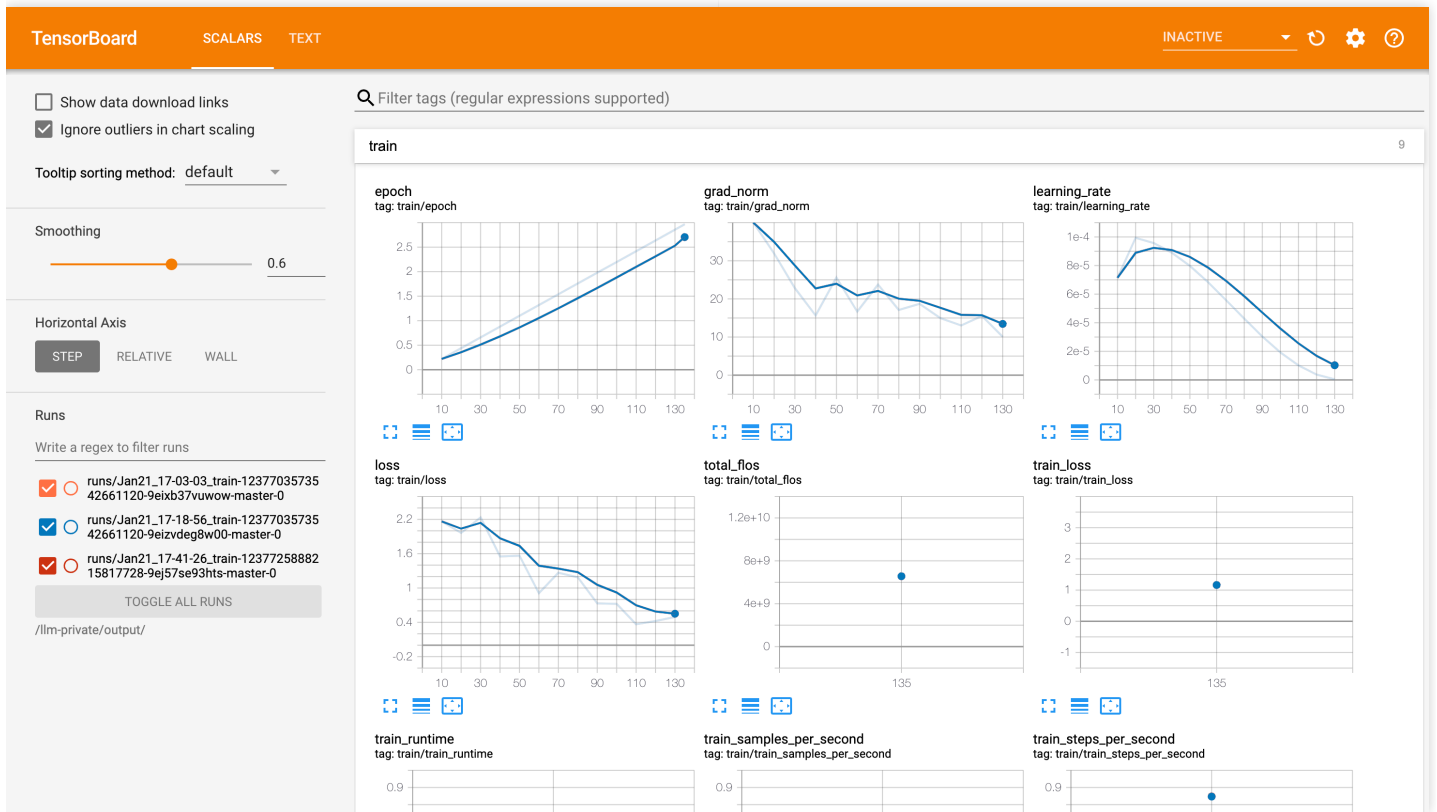 TensorBoard SCALARS TEXT INACTIVE
Show data download links
Ignore outliers in chart scaling
Tooltip sorting method: default
Smoothing
0.6
Horizontal Axis
STEP RELATIVE WALL
Runs
Write a regex to filter runs
runs/Jan21_17-03-03_train-12377035735
42661120-9eixb37vuwow-master-0
runs/Jan21_17-18-56_train-12377035735
42661120-9eizvdeg8w00-master-0
runs/Jan21_17-41-26_train-12377258882
15817728-9ej57se93hts-master-0
TOGGLE ALL RUNS
/llm-private/output/
Filter tags (regular expressions supported)
train 9
epoch
tag: train/epoch
2.5
2
1.5
1
0.5
0
10 30 50 70 90 110 130
grad_norm
tag: train/grad_norm
30
20
10
0
10 30 50 70 90 110 130
learning_rate
tag: train/learning_rate
1e-4
8e-5
6e-5
4e-5
2e-5
0
10 30 50 70 90 110 130
loss
tag: train/loss
2.2
1.6
1
0.4
-0.2
10 30 50 70 90 110 130
total_flos
tag: train/total_flos
1.2e+10
8e+9
4e+9
0
135
train_loss
tag: train/train_loss
3
2
1
0
-1
135
train_runtime
tag: train/train_runtime
0.9
train_samples_per_second
tag: train/train_samples_per_second
0.9
train_steps_per_second
tag: train/train_steps_per_second
0.9